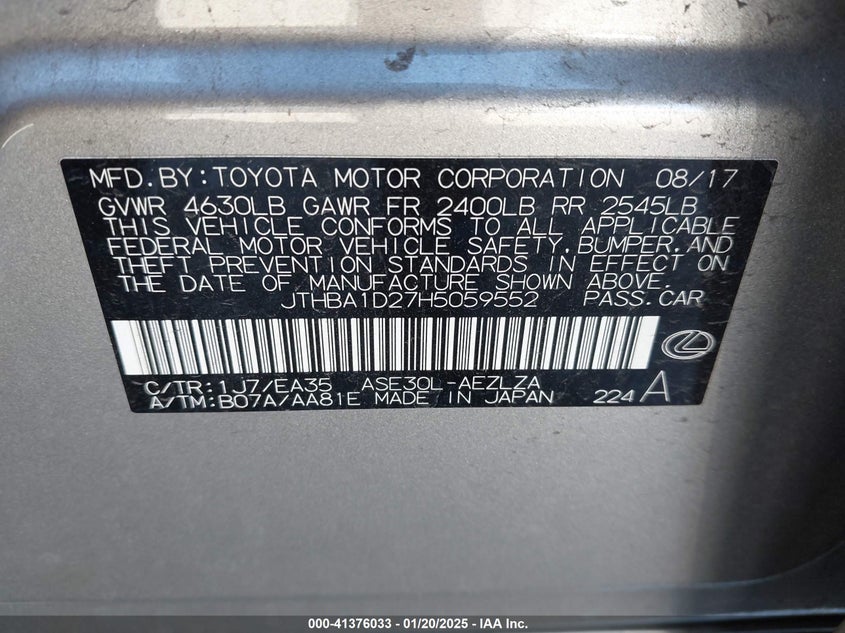 MFD.BY:TOYOTA MOTOR CORPORATION 08/17
GVWR 4630LB GAWR FR 2400LB RR 2545LB
THIS VEHICLE CONFORMS TO ALL APPLICABLE
FEDERAL MOTOR VEHICLE SAFETY,BUMPER,AND
THEFT PREVENTION STANDARDS IN EFFECT ON
THE DATE OF MANUFACTURE SHOWN ABOVE.
JTHBA1D27H5059552 PASS.CAR
C/TR:1J7/EA35 ASE30L-AEZLZA
A/TM:B07A/AA81E MADE IN JAPAN 224 A
000-41376033 - 01/20/2025 - IAA Inc.